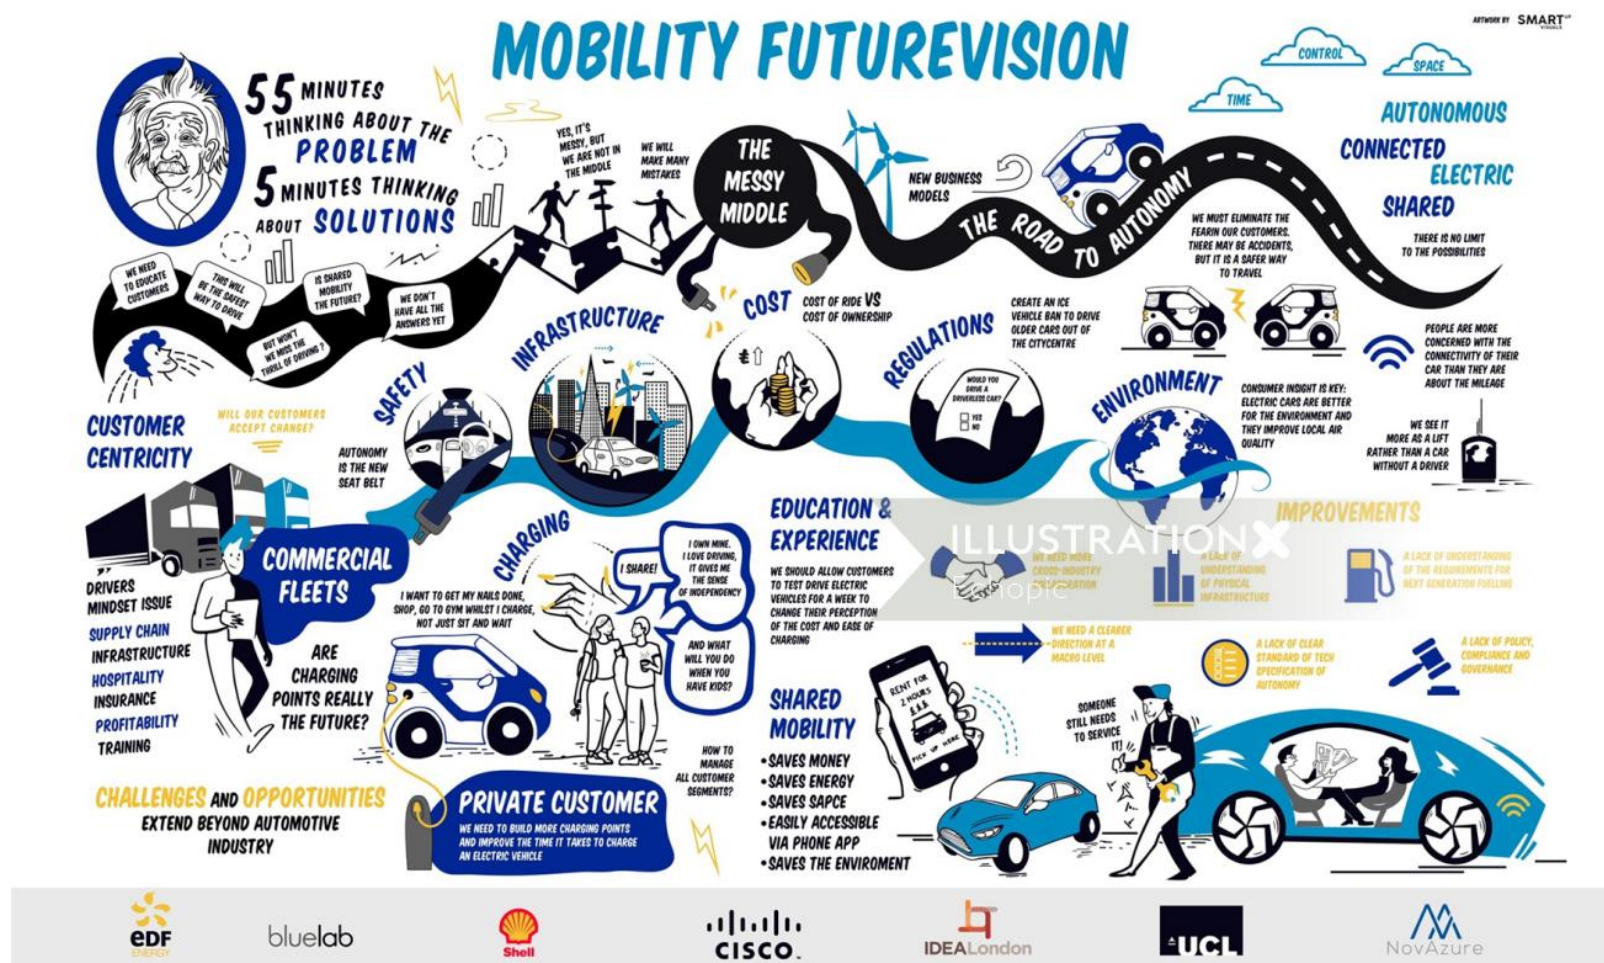 ARTWORK BY SMART UP
VISUALS
MOBILITY FUTUREVISION
55 MINUTES
THINKING ABOUT THE
PROBLEM
5 MINUTES THINKING
ABOUT SOLUTIONS
YES, IT'S
MESSY, BUT
WE ARE NOT IN
THE MIDDLE
WE WILL
MAKE MANY
MISTAKES
THE
MESSY
MIDDLE
NEW BUSINESS
MODELS
THE ROAD TO AUTONOMY
TIME
CONTROL
SPACE
AUTONOMOUS
CONNECTED
ELECTRIC
SHARED
THERE IS NO LIMIT
TO THE POSSIBILITIES
WE MUST ELIMINATE THE
FEARIN OUR CUSTOMERS.
THERE MAY BE ACCIDENTS,
BUT IT IS A SAFER WAY
TO TRAVEL
WE NEED
TO EDUCATE
CUSTOMERS
THIS WILL
BE THE SAFEST
WAY TO DRIVE
IS SHARED
MOBILITY
THE FUTURE?
BUT WON'T
WE MISS THE
THRILL OF DRIVING?
WE DON'T
HAVE ALL THE
ANSWERS YET
CUSTOMER
CENTRICITY
WILL OUR CUSTOMERS
ACCEPT CHANGE?
SAFETY
AUTONOMY
IS THE NEW
SEAT BELT
INFRASTRUCTURE
COST
COST OF RIDE VS
COST OF OWNERSHIP
REGULATIONS
CREATE AN ICE
VEHICLE BAN TO DRIVE
OLDER CARS OUT OF
THE CITYCENTRE
WOULD YOU
DRIVE A
DRIVERLESS CAR?
YES
NO
ENVIRONMENT
CONSUMER INSIGHT IS KEY:
ELECTRIC CARS ARE BETTER
FOR THE ENVIRONMENT AND
THEY IMPROVE LOCAL AIR
QUALITY
PEOPLE ARE MORE
CONCERNED WITH THE
CONNECTIVITY OF THEIR
CAR THAN THEY ARE
ABOUT THE MILEAGE
WE SEE IT
MORE AS A LIFT
RATHER THAN A CAR
WITHOUT A DRIVER
COMMERCIAL
FLEETS
DRIVERS
MINDSET ISSUE
SUPPLY CHAIN
INFRASTRUCTURE
HOSPITALITY
INSURANCE
PROFITABILITY
TRAINING
ARE
CHARGING
POINTS REALLY
THE FUTURE?
CHARGING
I WANT TO GET MY NAILS DONE,
SHOP, GO TO GYM WHILST I CHARGE,
NOT JUST SIT AND WAIT
I SHARE!
I OWN MINE.
I LOVE DRIVING,
IT GIVES ME
THE SENSE
OF INDEPENDENCY
AND WHAT
WILL YOU DO
WHEN YOU
HAVE KIDS?
HOW TO
MANAGE
ALL CUSTOMER
SEGMENTS?
CHALLENGES AND OPPORTUNITIES
EXTEND BEYOND AUTOMOTIVE
INDUSTRY
PRIVATE CUSTOMER
WE NEED TO BUILD MORE CHARGING POINTS
AND IMPROVE THE TIME IT TAKES TO CHARGE
AN ELECTRIC VEHICLE
EDUCATION &
EXPERIENCE
WE SHOULD ALLOW CUSTOMERS
TO TEST DRIVE ELECTRIC
VEHICLES FOR A WEEK TO
CHANGE THEIR PERCEPTION
OF THE COST AND EASE OF
CHARGING
ILLUSTRATIONX
IMPROVEMENTS
WE NEED MORE
CROSS-INDUSTRY
A LACK OF
UNDERSTANDING
OF PHYSICAL
INFRASTRUCTURE
A LACK OF UNDERSTANDING
OF THE REQUIREMENTS FOR
NEXT GENERATION FUELLING
WE NEED A CLEARER
DIRECTION AT A
MACRO LEVEL
A LACK OF CLEAR
STANDARD OF TECH
SPECIFICATION OF
AUTONOMY
A LACK OF POLICY,
COMPLIANCE AND
GOVERNANCE
SHARED
MOBILITY
•SAVES MONEY
•SAVES ENERGY
•SAVES SAPCE
•EASILY ACCESSIBLE
VIA PHONE APP
•SAVES THE ENVIROMENT
RENT FOR
2 HOURS
£££
PICK UP HERE
SOMEONE
STILL NEEDS
TO SERVICE
IT!
eDF
ENERGY
bluelab
Shell
CISCO
IDEALondon
UCL
NovAzure